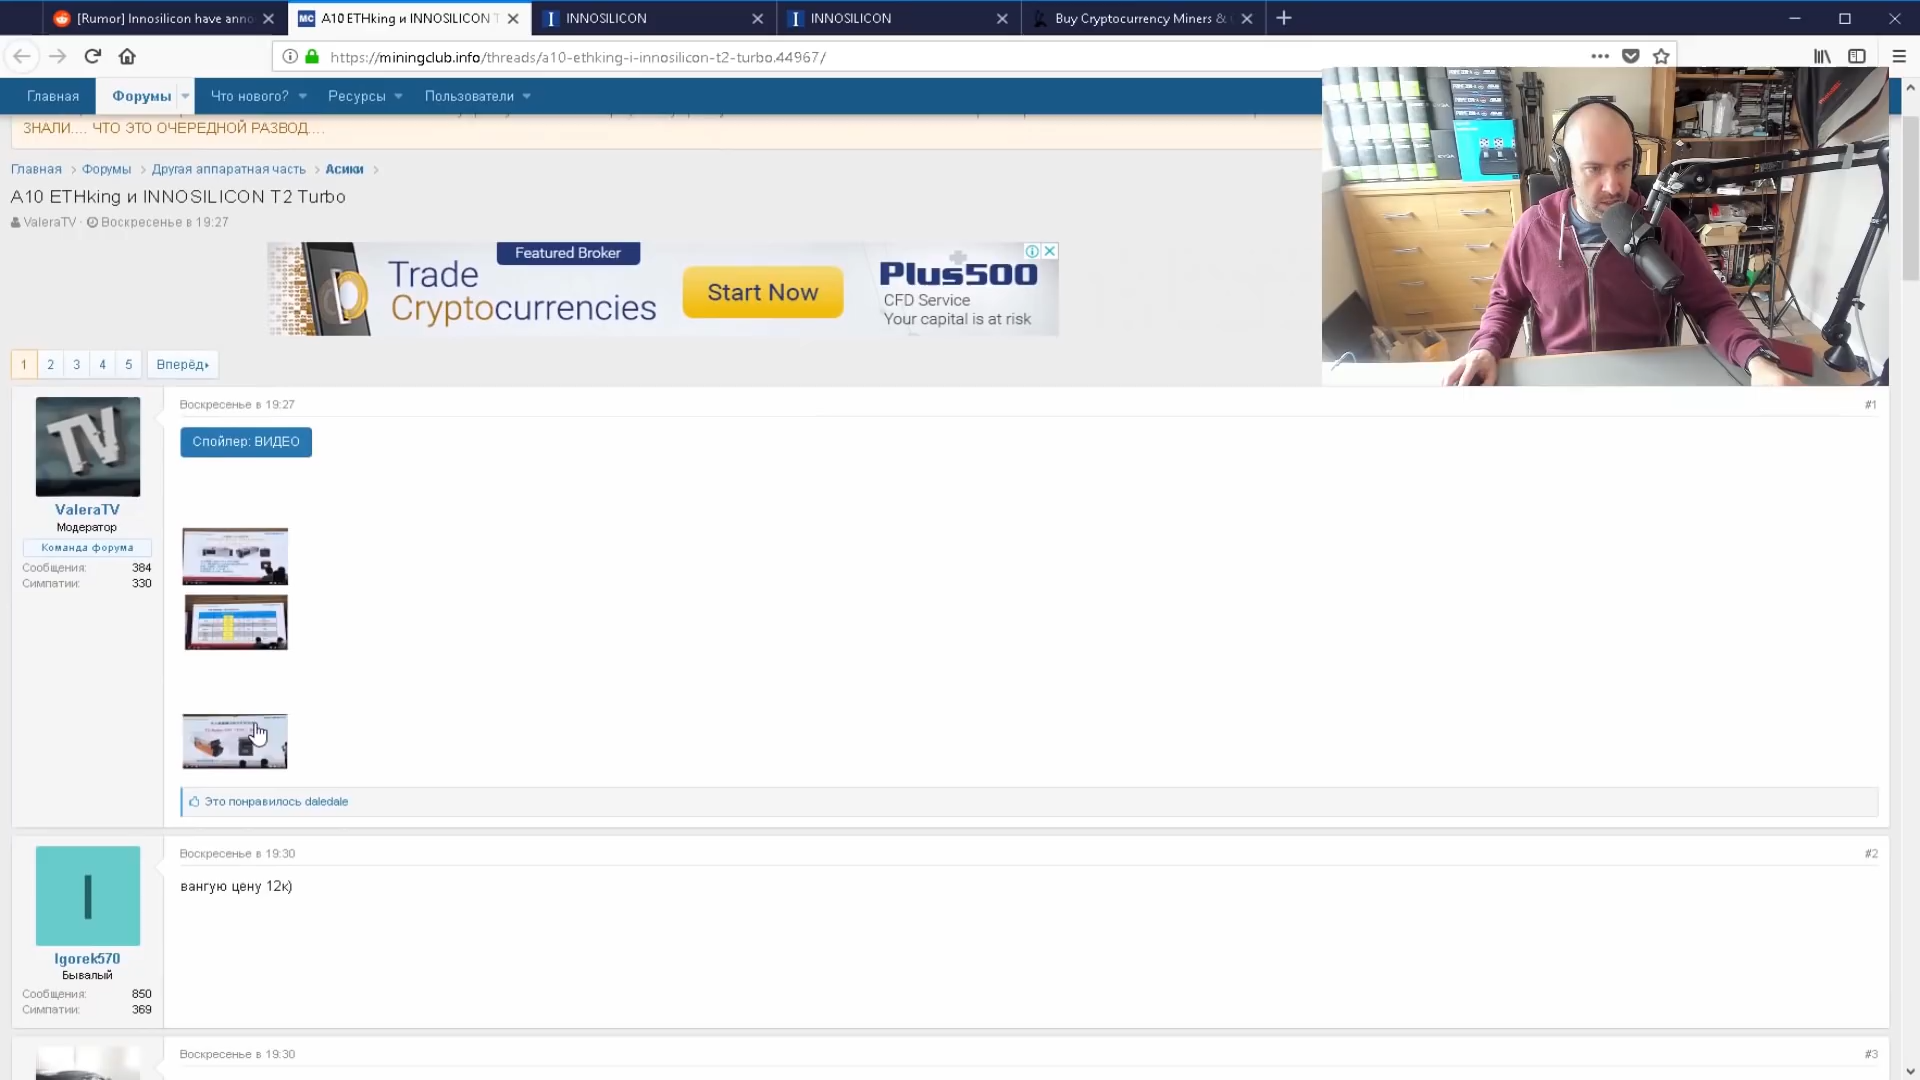 [Rumor] Innosilicon have anno
A10 ETHking и INNOSILICON T
INNOSILICON
INNOSILICON
Buy Cryptocurrency Miners &
https://miningclub.info/threads/a10-ethking-i-innosilicon-t2-turbo.44967/
Главная
Форумы
Что нового?
Ресурсы
Пользователи
ЗНАЛИ.... ЧТО ЭТО ОЧЕРЕДНОЙ РАЗВОД....
Главная > Форумы > Другая аппаратная часть > Асики >
A10 ETHking и INNOSILICON T2 Turbo
ValeraTV · Воскресенье в 19:27
Featured Broker
Trade
Cryptocurrencies
Start Now
Plus500
CFD Service
Your capital is at risk
1 2 3 4 5 Вперёд
Воскресенье в 19:27 #1
Спойлер: ВИДЕО
TV
ValeraTV
Модератор
Команда форума
Сообщения: 384
Симпатии: 330
Это понравилось daledale
Воскресенье в 19:30 #2
вангую цену 12к)
I
Igorek570
Бывалый
Сообщения: 850
Симпатии: 369
Воскресенье в 19:30 #3